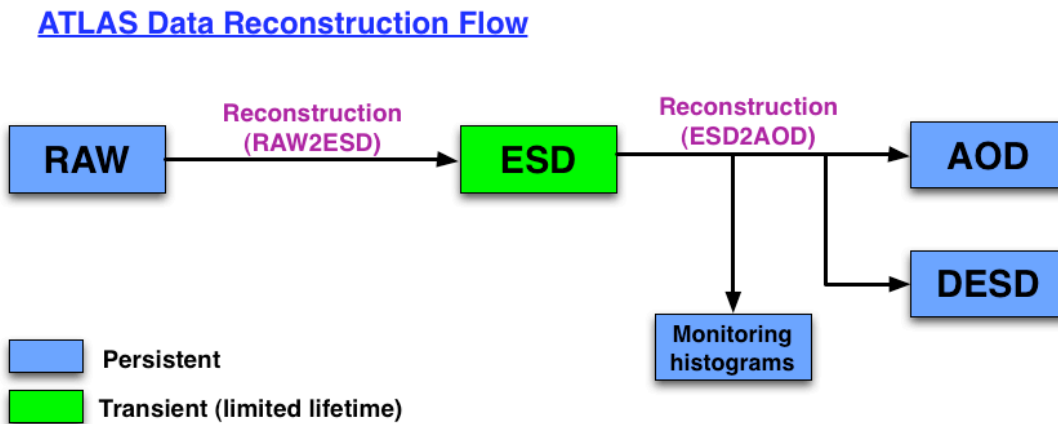 ATLAS Data Reconstruction Flow
Reconstruction
(RAW2ESD)
Reconstruction
(ESD2AOD)
RAW
ESD
AOD
DESD
Monitoring
histograms
Persistent
Transient (limited lifetime)